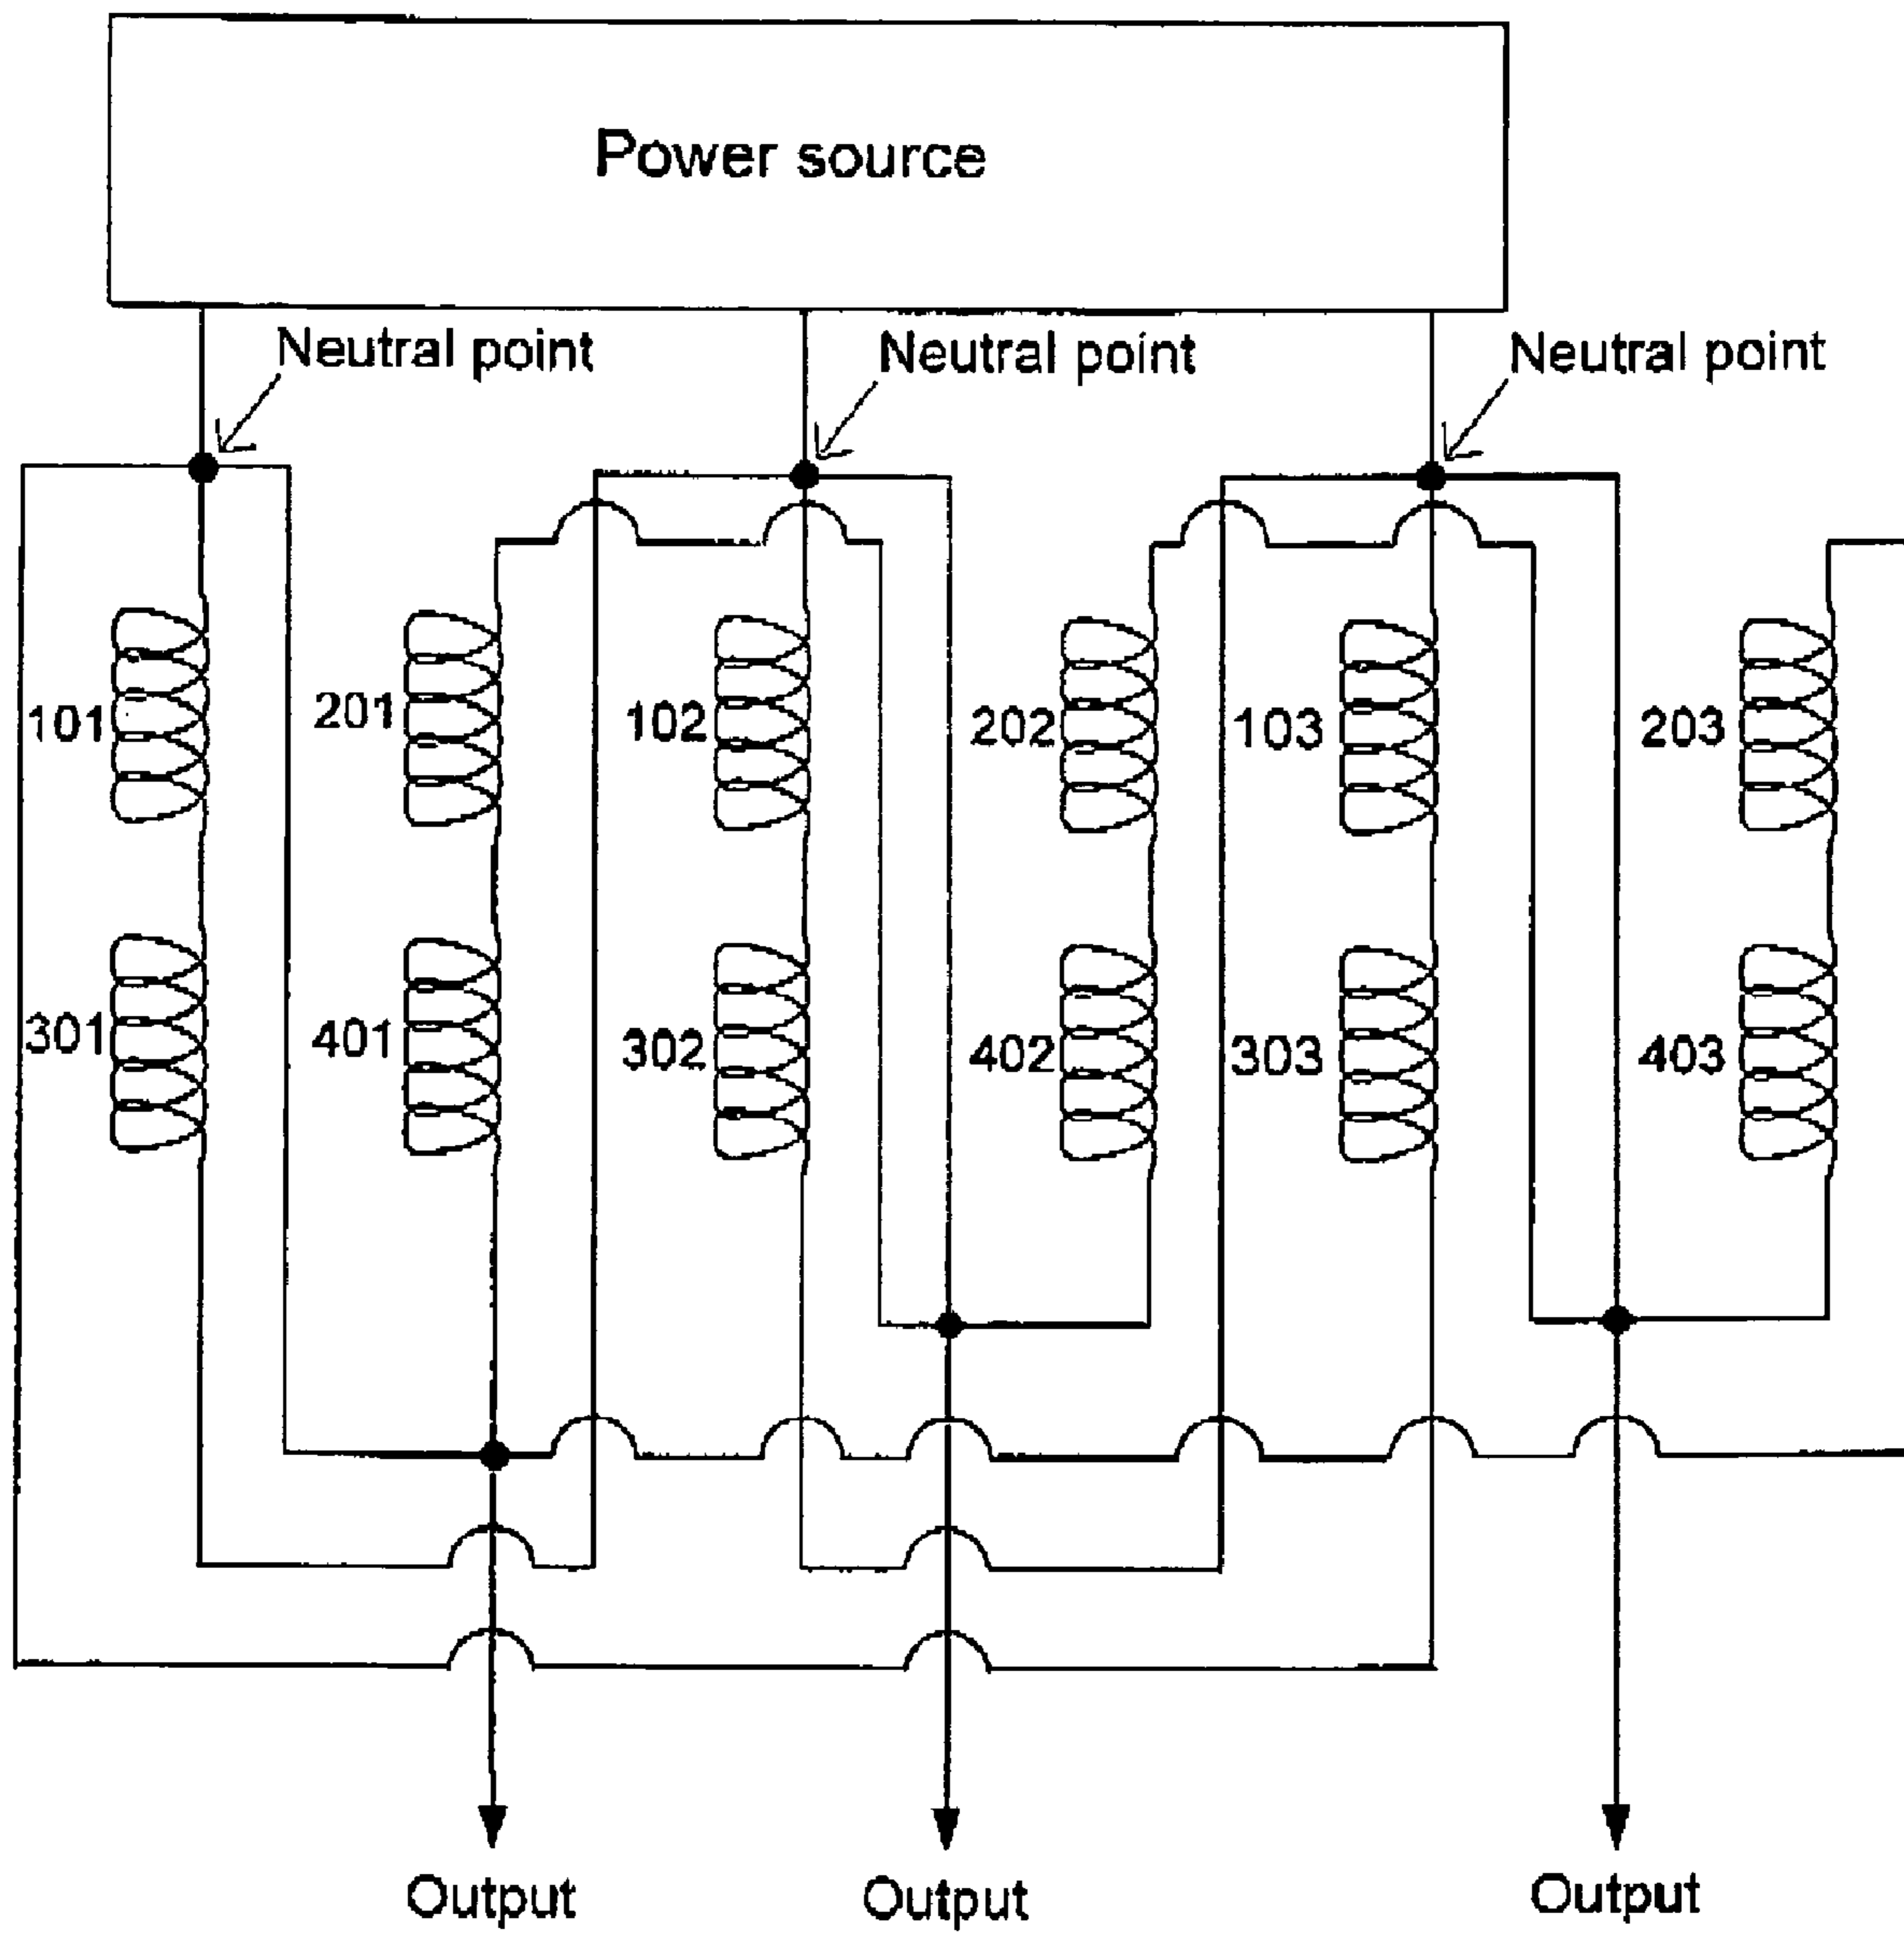 Power source
Neutral point
Neutral point
Neutral point
101
201
102
202
103
203
301
401
302
402
303
403
Output
Output
Output